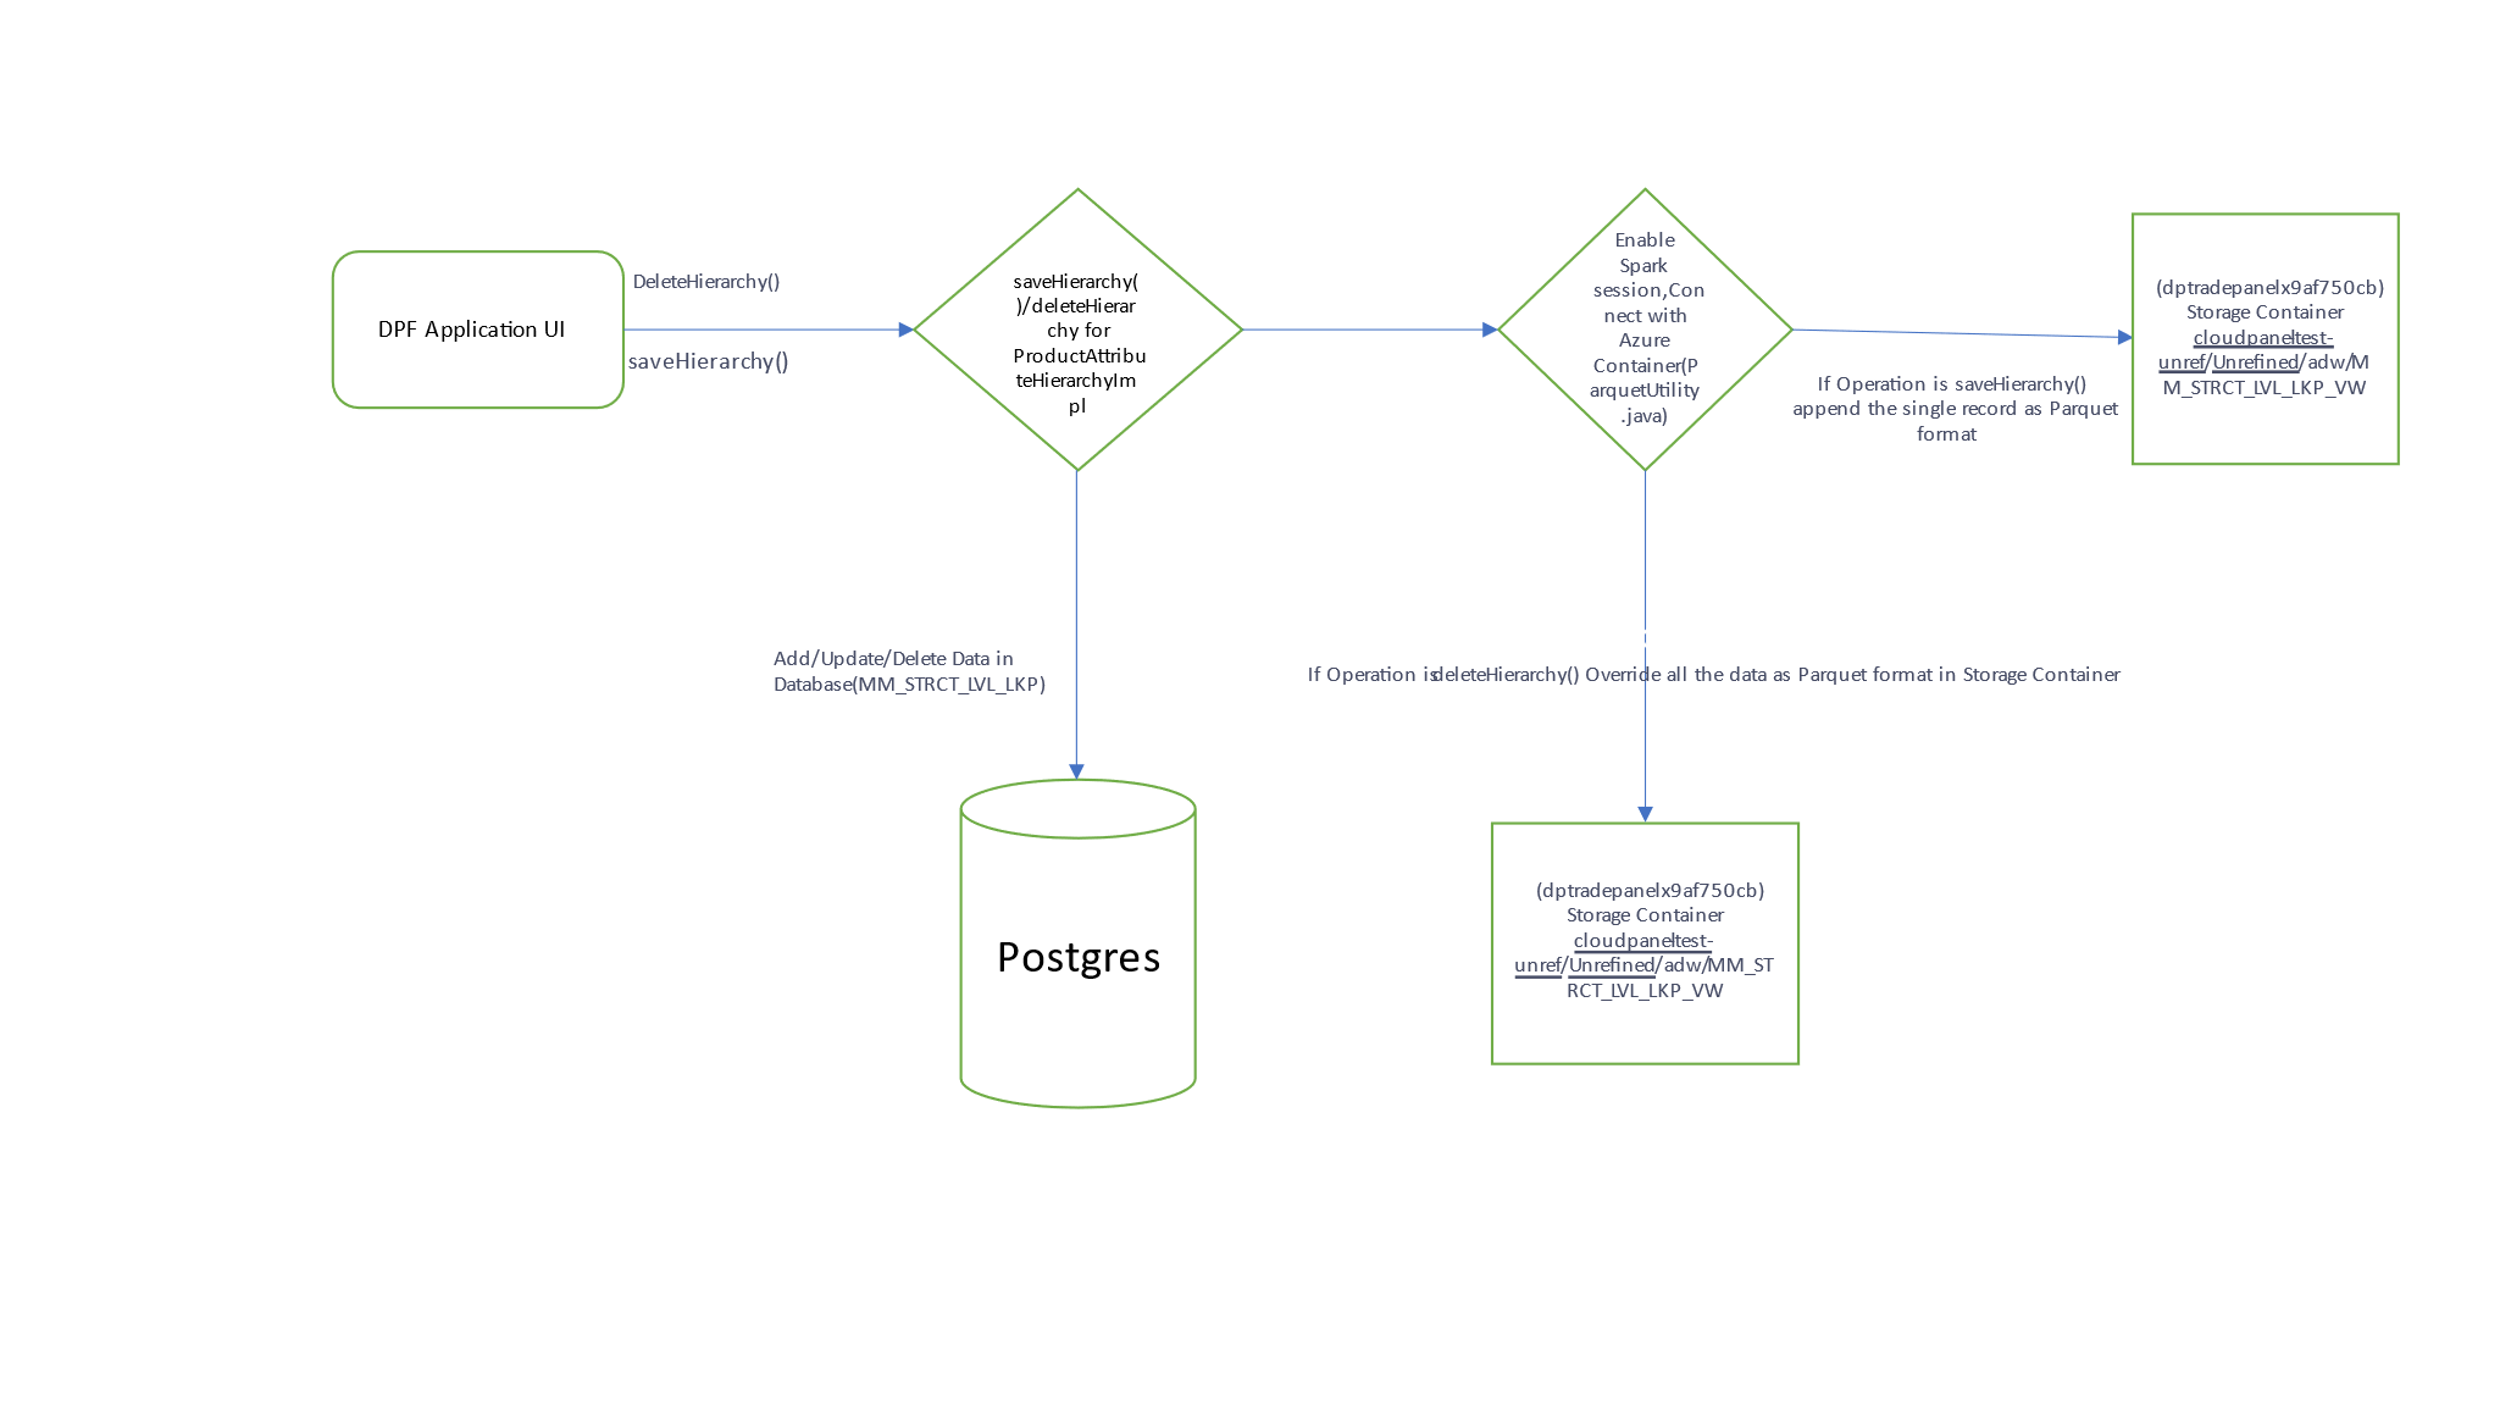 DPF Application UI
DeleteHierarchy()
saveHierarchy()
saveHierarchy(
)/deleteHierar
chy for
ProductAttribu
teHierarchyIm
pl
Enable
Spark
session,Con
nect with
Azure
Container(P
arquetUtility
.java)
If Operation is saveHierarchy()
append the single record as Parquet
format
(dptradepanelx9af750cb)
Storage Container
cloudpaneltest-
unref/Unrefined/adw/M
M_STRCT_LVL_LKP_VW
Add/Update/Delete Data in
Database(MM_STRCT_LVL_LKP)
If Operation isdeleteHierarchy() Override all the data as Parquet format in Storage Container
Postgres
(dptradepanelx9af750cb)
Storage Container
cloudpaneltest-
unref/Unrefined/adw/MM_ST
RCT_LVL_LKP_VW